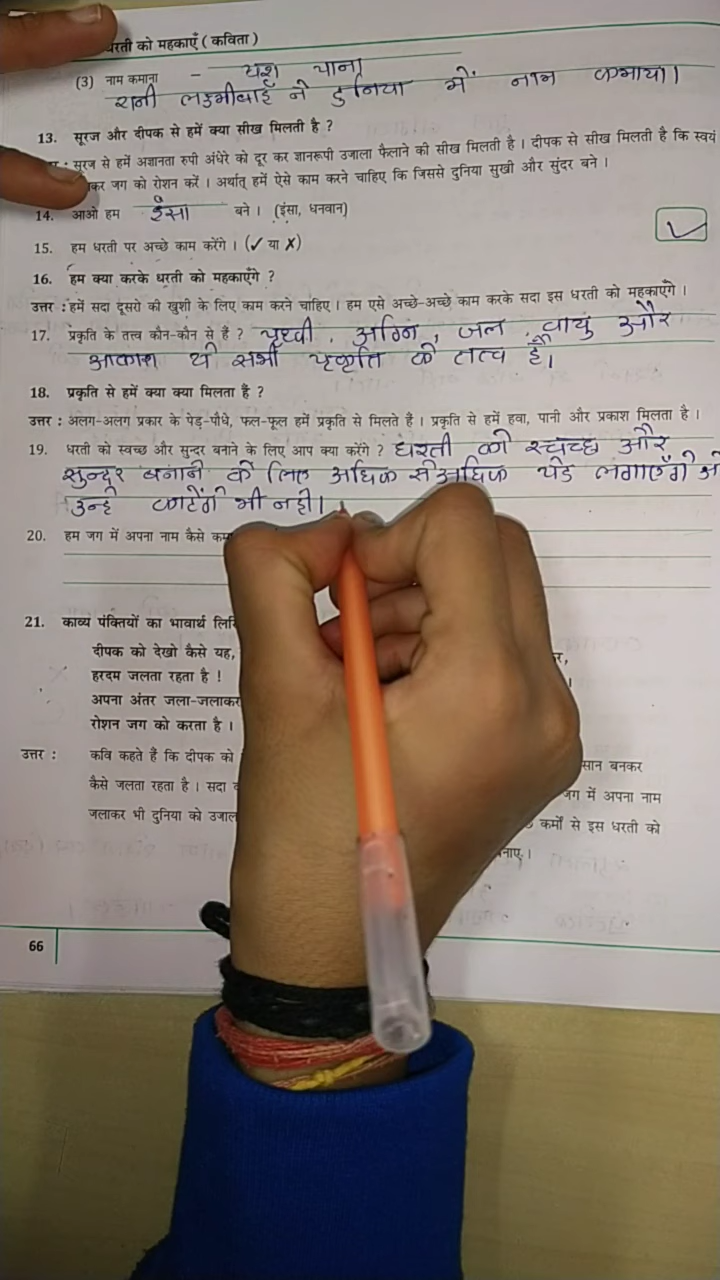 धरती को महकाएँ ( कविता )
(3) नाम कमाना - यश पाना
रानी लक्ष्मीबाई ने दुनिया में नाम कमाया।
13. सूरज और दीपक से हमें क्या सीख मिलती है ?
: सूरज से हमें अज्ञानता रुपी अंधेरे को दूर कर ज्ञानरूपी उजाला फैलाने की सीख मिलती है । दीपक से सीख मिलती है कि स्वयं
कर जग को रोशन करें । अर्थात् हमें ऐसे काम करने चाहिए कि जिससे दुनिया सुखी और सुंदर बने ।
14. आओ हम इंसा बने । (इंसा, धनवान)
15. हम धरती पर अच्छे काम करेंगे । (✓ या ✗) ✓
16. हम क्या करके धरती को महकाएँगे ?
उत्तर : हमें सदा दूसरो की खुशी के लिए काम करने चाहिए । हम एसे अच्छे-अच्छे काम करके सदा इस धरती को महकाएगे ।
17. प्रकृति के तत्त्व कौन-कौन से हैं ? पृथ्वी , अग्नि , जल , वायु और
आकाश ये सभी प्रकृति के तत्व है।
18. प्रकृति से हमें क्या क्या मिलता है ?
उत्तर : अलग-अलग प्रकार के पेड़-पौधे, फल-फूल हमें प्रकृति से मिलते हैं । प्रकृति से हमें हवा, पानी और प्रकाश मिलता है ।
19. धरती को स्वच्छ और सुन्दर बनाने के लिए आप क्या करेंगे ? धरती को स्वच्छ और
सुन्दर बनाने के लिए अधिक से अधिक पेड लगाएँगे
उन्हे काटेंगे भी नही।
20. हम जग में अपना नाम कैसे
21. काव्य पंक्तियों का भावार्थ
दीपक को देखो कैसे यह,
हरदम जलता रहता है !
अपना अंतर जला-जलाकर
रोशन जग को करता है ।
उत्तर : कवि कहते हैं कि दीपक को
बनकर
कैसे जलता रहता है । सदा
जग में अपना नाम
जलाकर भी दुनिया को
कर्मों से इस धरती को
66